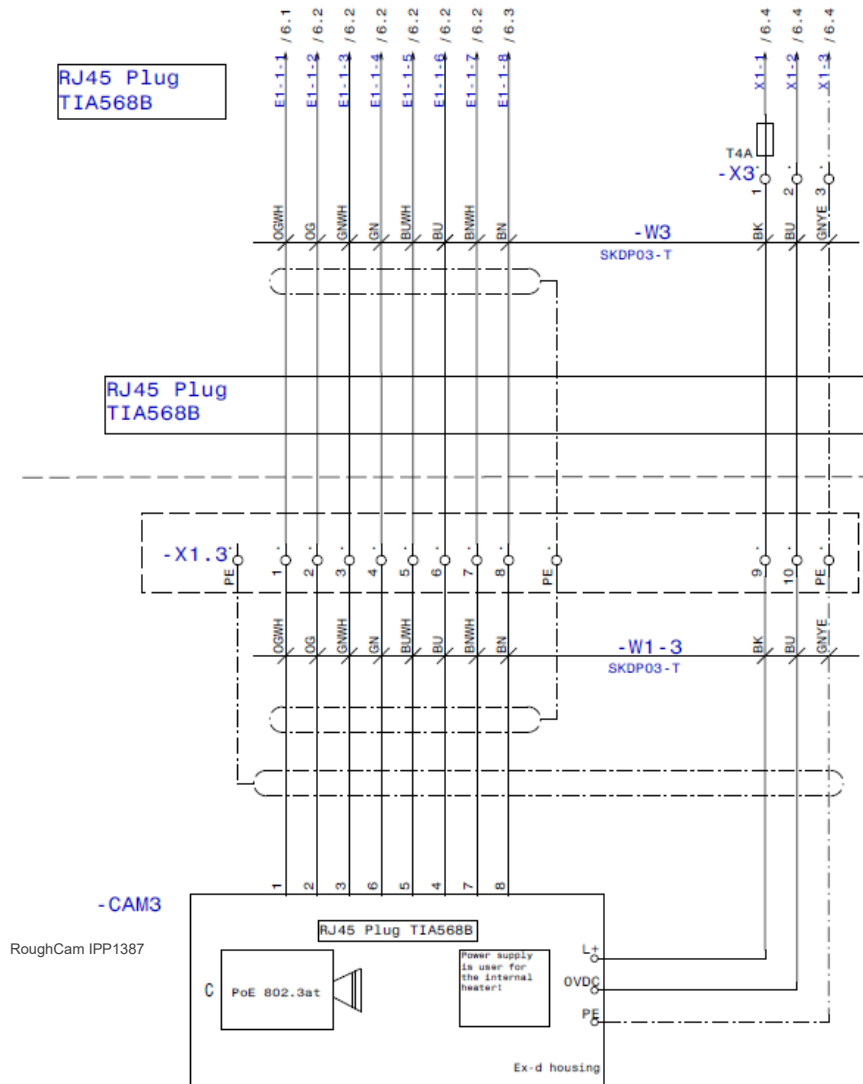 /6.1 /6.2 /6.2 /6.2 /6.2 /6.2 /6.2 /6.3 /6.4 /6.4 /6.4
E1-1-1 E1-1-2 E1-1-3 E1-1-4 E1-1-5 E1-1-6 E1-1-7 E1-1-8 X1-1 X1-2 X1-3
RJ45 Plug
TIA568B
T4A
-X3
1 2 3
OGWH OG GNWH GN BUWH BU BNWH BN BK BU GNYE
-W3
SKDP03-T
RJ45 Plug
TIA568B
-X1.3
PE 1 2 3 4 5 6 7 8 PE 9 10 PE
OGWH OG GNWH GN BUWH BU BNWH BN BK BU GNYE
-W1-3
SKDP03-T
1 2 3 6 5 4 7 8
-CAM3
RJ45 Plug TIA568B
RoughCam IPP1387
C
PoE 802.3at
Power supply
is user for
the internal
heater!
L+
0VDC
PE
Ex-d housing